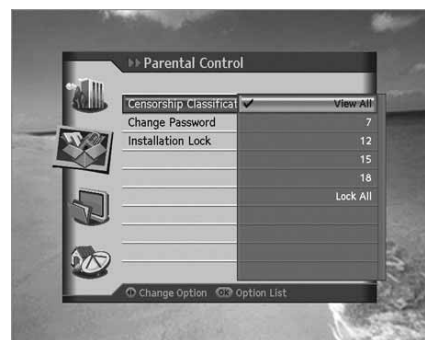 Parental Control
Censorship Classificat ✔ View All
Change Password 7
Installation Lock 12
15
18
Lock All
Change Option OK Option List